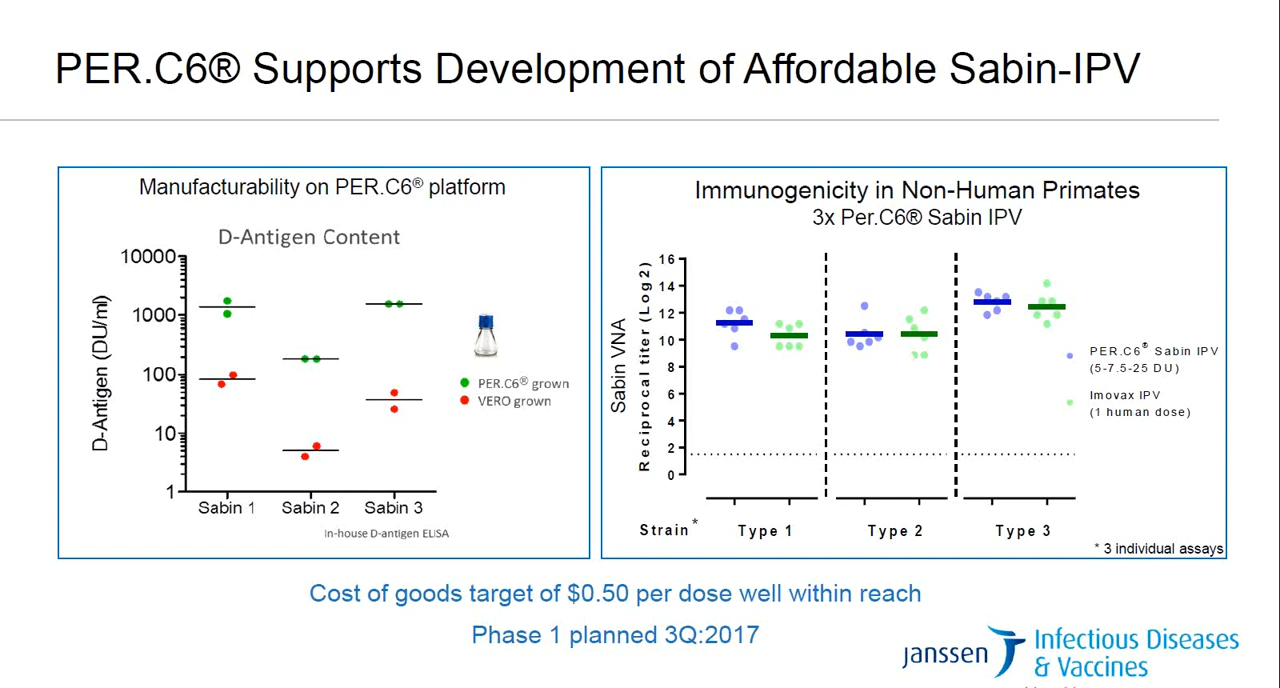 PER.C6® Supports Development of Affordable Sabin-IPV
Manufacturability on PER.C6® platform
D-Antigen Content
D-Antigen (DU/ml)
10000
1000
100
10
1
Sabin 1 Sabin 2 Sabin 3
PER.C6® grown
VERO grown
In-house D-antigen ELISA
Immunogenicity in Non-Human Primates
3x Per.C6® Sabin IPV
Sabin VNA
Reciprocal titer (Log2)
16
14
12
10
8
6
4
2
0
PER.C6® Sabin IPV
(5-7.5-25 DU)
Imovax IPV
(1 human dose)
Strain* Type 1 Type 2 Type 3
* 3 individual assays
Cost of goods target of $0.50 per dose well within reach
Phase 1 planned 3Q:2017
janssen Infectious Diseases
& Vaccines